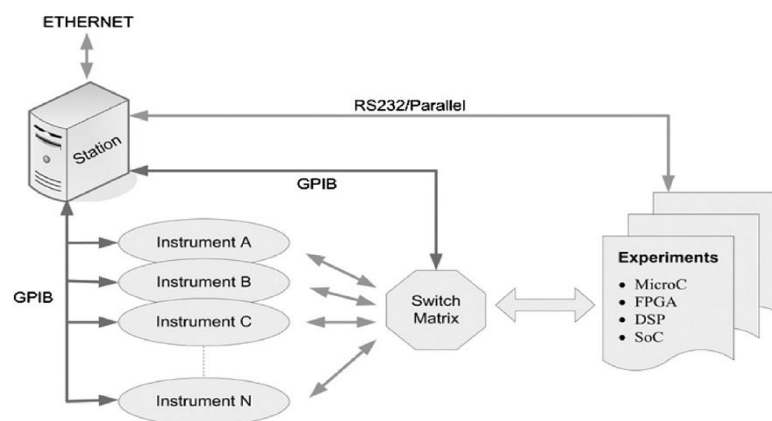 ETHERNET
Station
RS232/Parallel
GPIB
GPIB
Instrument A
Instrument B
Instrument C
Instrument N
Switch
Matrix
Experiments
• MicroC
• FPGA
• DSP
• SoC